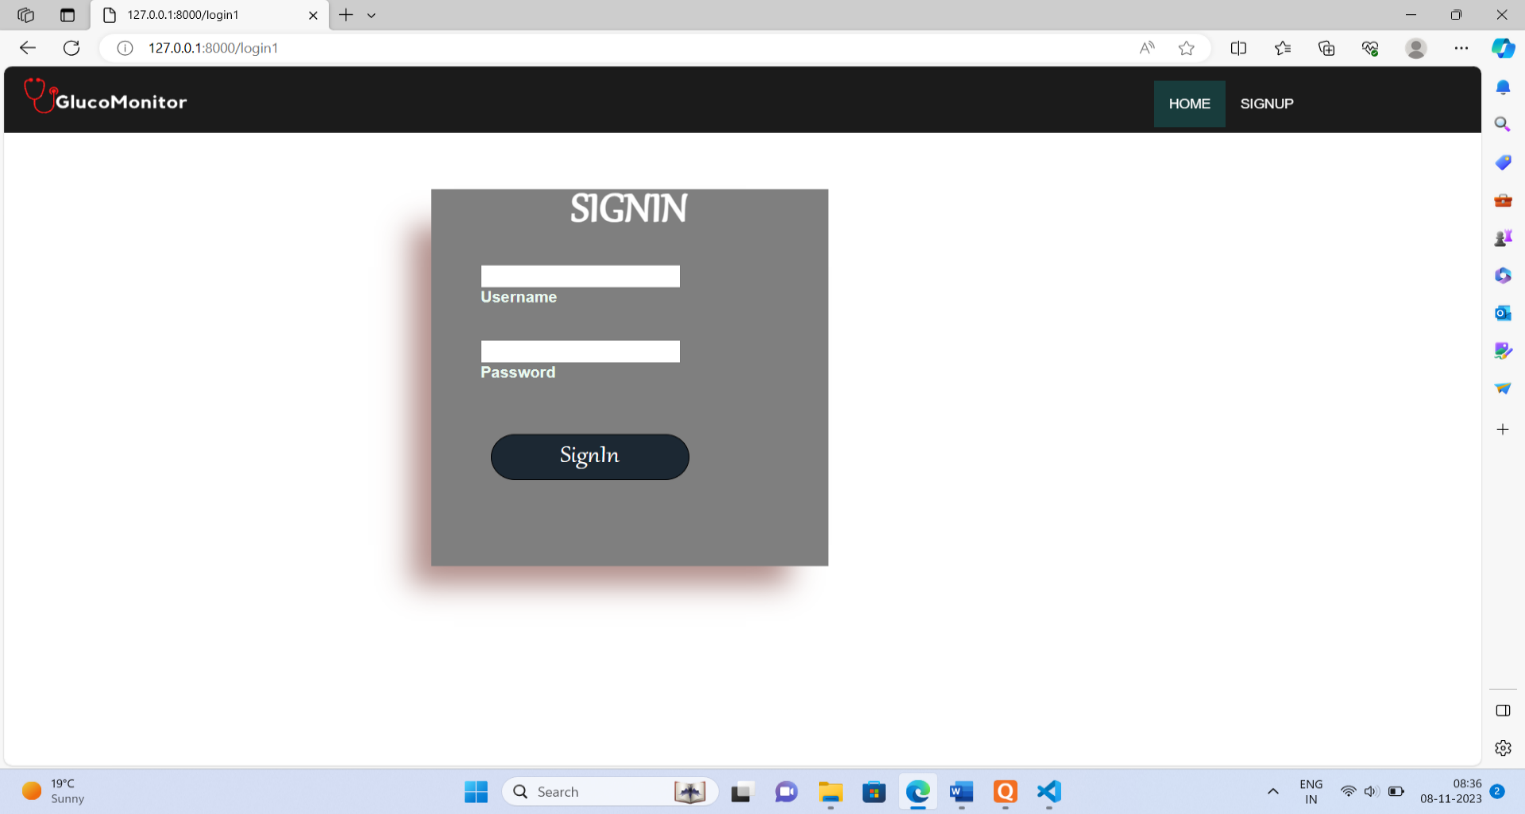 127.0.0.1:8000/login1
127.0.0.1:8000/login1
GlucoMonitor
HOME SIGNUP
SIGNIN
Username
Password
SignIn
19°C
Sunny
Search
ENG
IN
08:36
08-11-2023
2